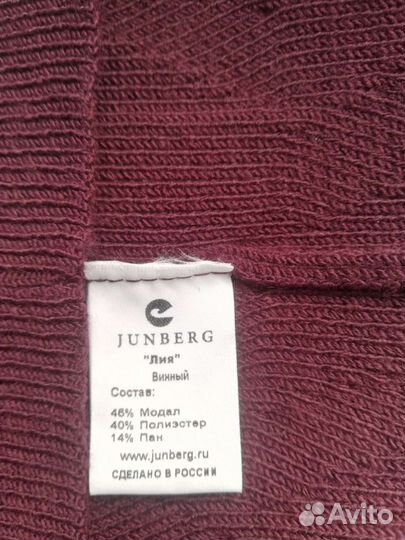 JUNBERG
"Лия"
Винный
Состав:
46% Модал
40% Полиэстер
14% Пан
www.junberg.ru
СДЕЛАНО В РОССИИ
Avito